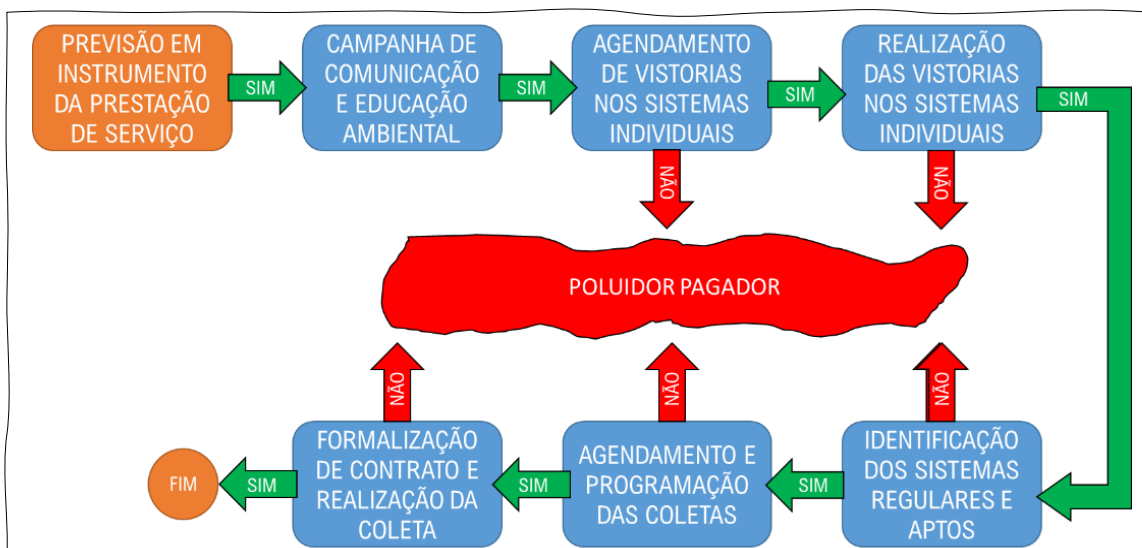 PREVISÃO EM
INSTRUMENTO
DA PRESTAÇÃO
DE SERVIÇO
SIM
CAMPANHA DE
COMUNICAÇÃO
E EDUCAÇÃO
AMBIENTAL
SIM
AGENDAMENTO
DE VISTORIAS
NOS SISTEMAS
INDIVIDUAIS
SIM
REALIZAÇÃO
DAS VISTORIAS
NOS SISTEMAS
INDIVIDUAIS
SIM
NÃO
NÃO
POLUIDOR PAGADOR
NÃO
NÃO
NÃO
IDENTIFICAÇÃO
DOS SISTEMAS
REGULARES E
APTOS
SIM
AGENDAMENTO E
PROGRAMAÇÃO
DAS COLETAS
SIM
FORMALIZAÇÃO
DE CONTRATO E
REALIZAÇÃO DA
COLETA
SIM
FIM